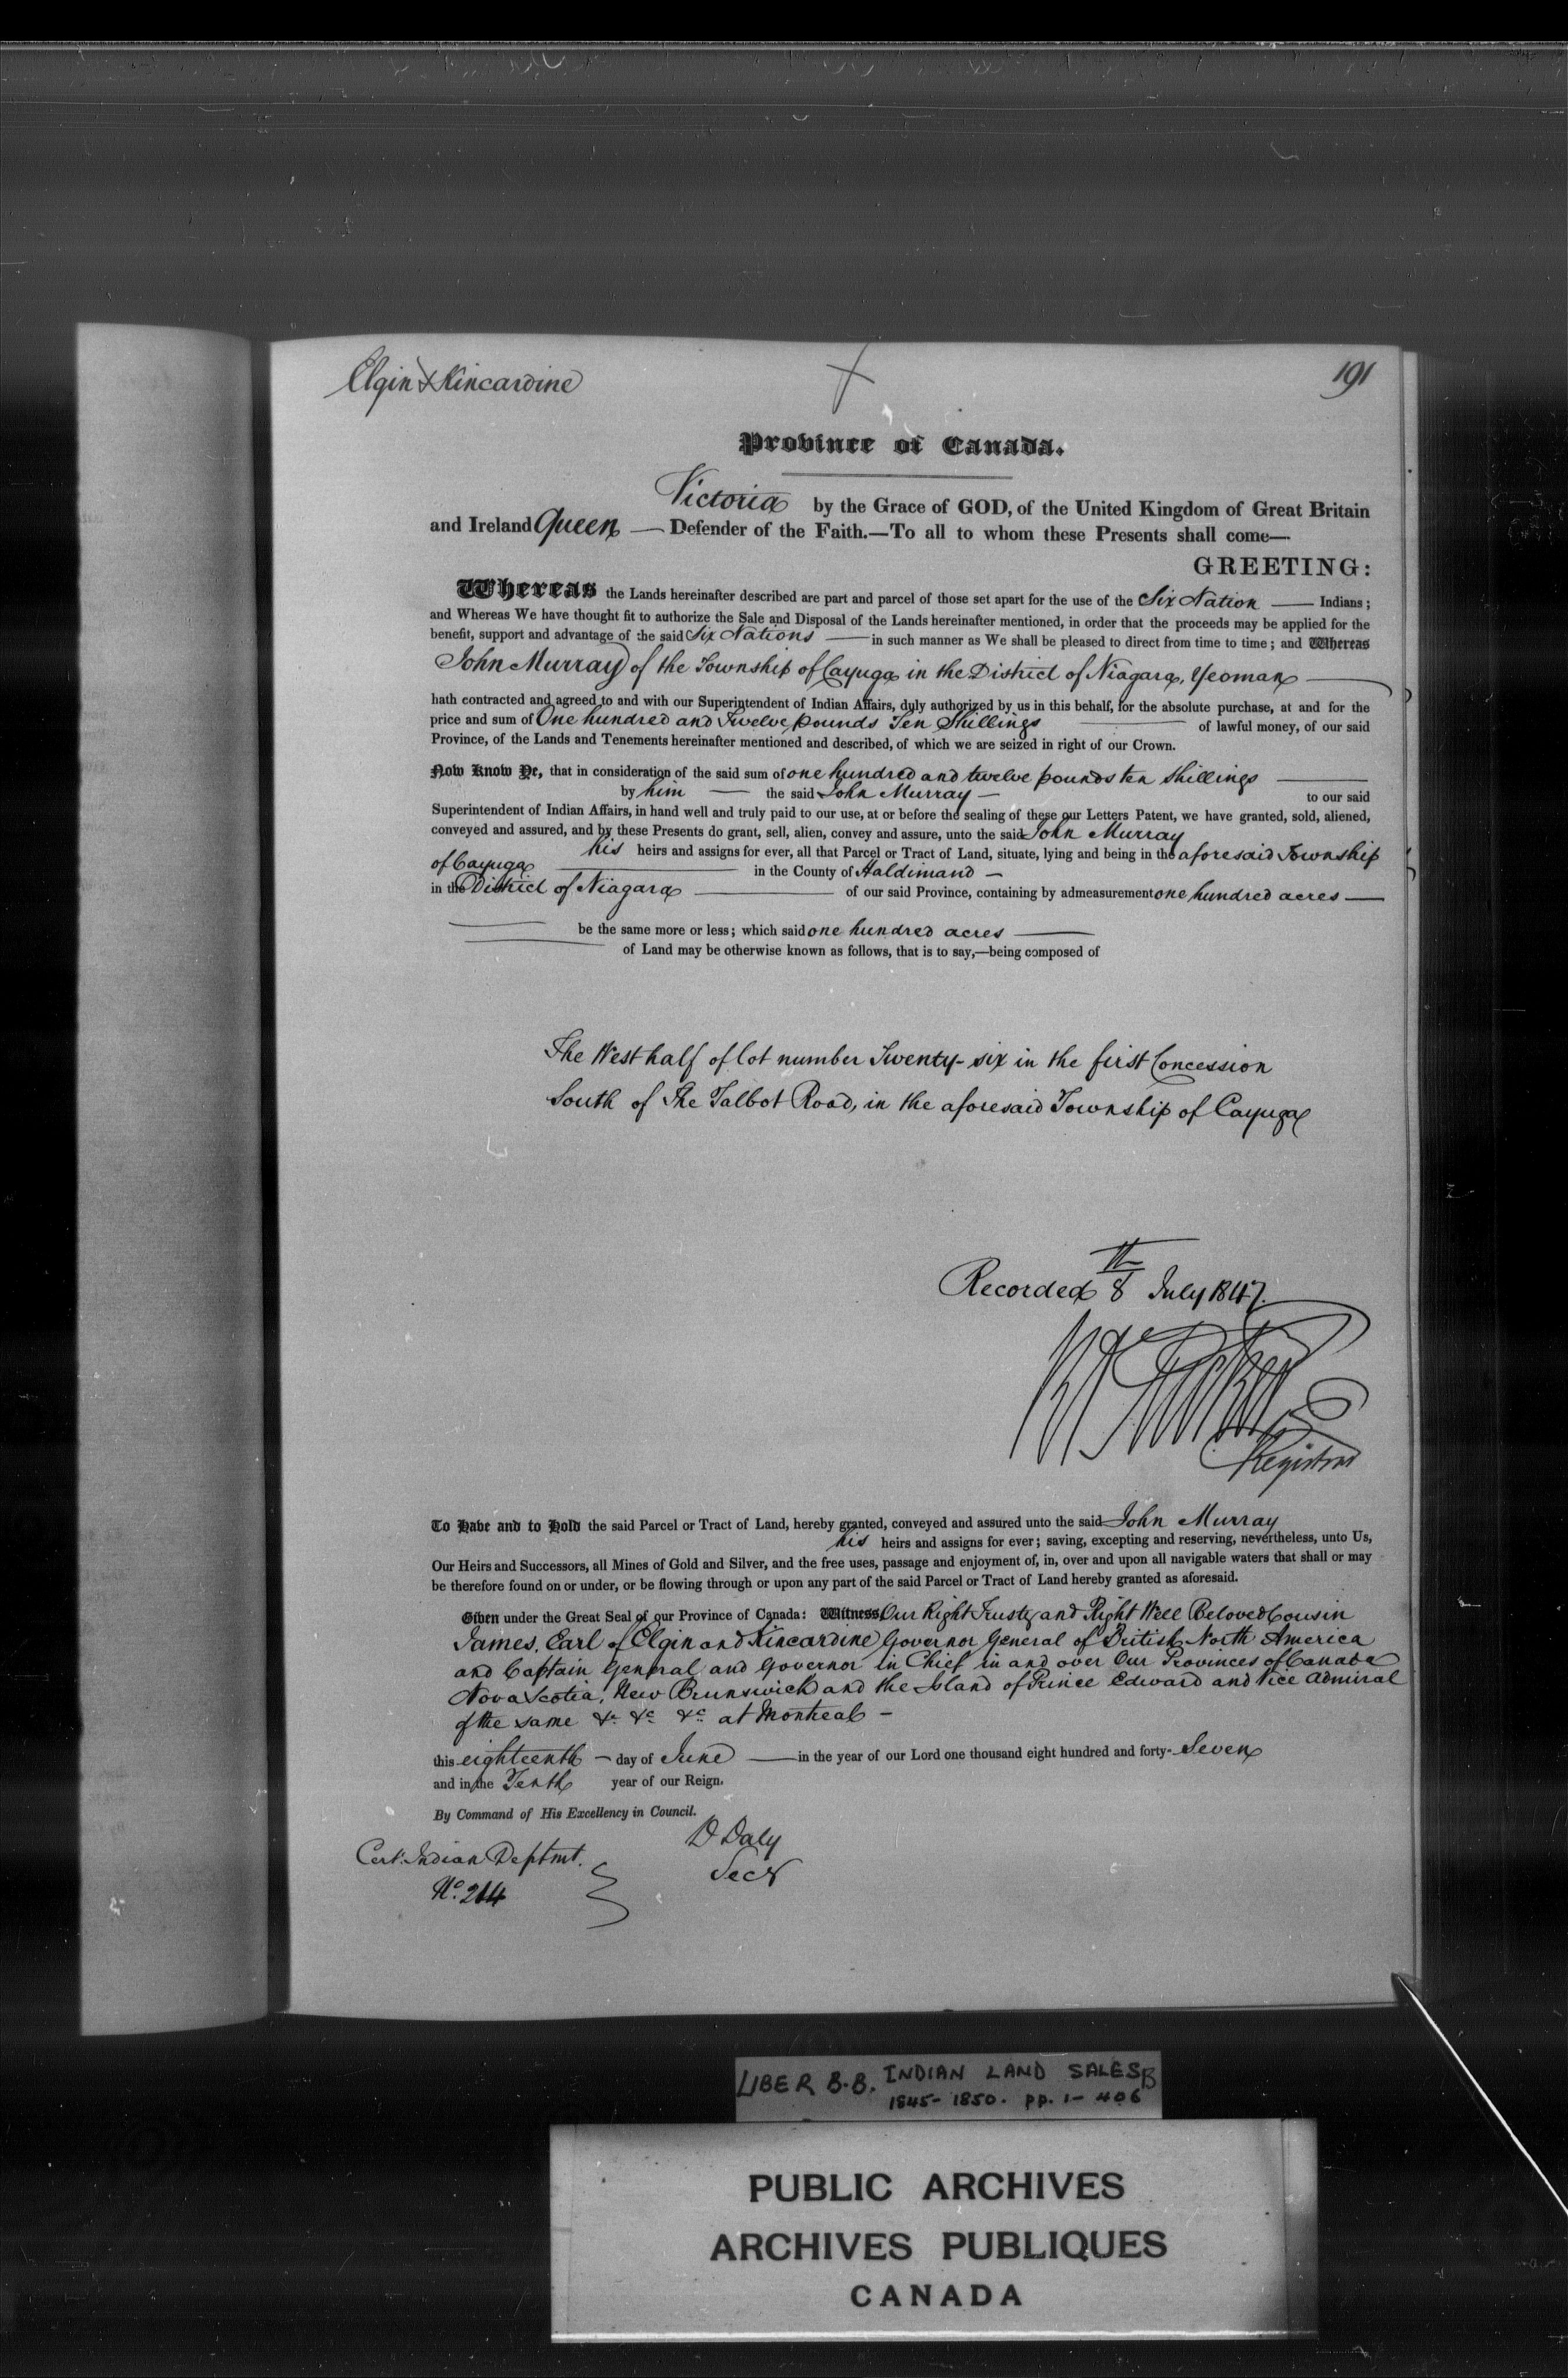 Elgin & Kincardine
191
Province of Canada.
Victoria by the Grace of GOD, of the United Kingdom of Great Britain
and Ireland Queen — Defender of the Faith.—To all to whom these Presents shall come—
GREETING:
Whereas the Lands hereinafter described are part and parcel of those set apart for the use of the Six Nation — Indians;
and Whereas We have thought fit to authorize the Sale and Disposal of the Lands hereinafter mentioned, in order that the proceeds may be applied for the
benefit, support and advantage of the said Six Nations — in such manner as We shall be pleased to direct from time to time; and Whereas
John Murray of the Township of Cayuga in the District of Niagara, Yeoman —
hath contracted and agreed to and with our Superintendent of Indian Affairs, duly authorized by us in this behalf, for the absolute purchase, at and for the
price and sum of One hundred and Twelve pounds Ten Shillings — of lawful money, of our said
Province, of the Lands and Tenements hereinafter mentioned and described, of which we are seized in right of our Crown.
Now Know Ye, that in consideration of the said sum of one hundred and twelve pounds ten shillings —
by him — the said John Murray — to our said
Superintendent of Indian Affairs, in hand well and truly paid to our use, at or before the sealing of these our Letters Patent, we have granted, sold, aliened,
conveyed and assured, and by these Presents do grant, sell, alien, convey and assure, unto the said John Murray
his heirs and assigns for ever, all that Parcel or Tract of Land, situate, lying and being in the aforesaid Township
of Cayuga — in the County of Haldimand —
in the District of Niagara — of our said Province, containing by admeasurement one hundred acres —
be the same more or less; which said one hundred acres —
of Land may be otherwise known as follows, that is to say,—being composed of
The West half of lot number Twenty-six in the first Concession
South of The Talbot Road, in the aforesaid Township of Cayuga
Recorded 8th July 1847.
Registrar
To Have and to Hold the said Parcel or Tract of Land, hereby granted, conveyed and assured unto the said John Murray
his heirs and assigns for ever; saving, excepting and reserving, nevertheless, unto Us,
Our Heirs and Successors, all Mines of Gold and Silver, and the free uses, passage and enjoyment of, in, over and upon all navigable waters that shall or may
be therefore found on or under, or be flowing through or upon any part of the said Parcel or Tract of Land hereby granted as aforesaid.
Given under the Great Seal of our Province of Canada: Witness, Our Right Trusty and Right Well Beloved Cousin
James, Earl of Elgin and Kincardine Governor General of British North America
and Captain General and Governor in Chief in and over Our Provinces of Canada
Nova Scotia, New Brunswick and the Island of Prince Edward and Vice Admiral
of the same &c &c &c at Montreal —
this eighteenth — day of June — in the year of our Lord one thousand eight hundred and forty-Seven
and in the Tenth year of our Reign.
By Command of His Excellency in Council.
D Daly
Secy
Cert. Indian Deptmt.
No. 214
LIBER B.B. INDIAN LAND SALES B
1845-1850. pp. 1-406
PUBLIC ARCHIVES
ARCHIVES PUBLIQUES
CANADA